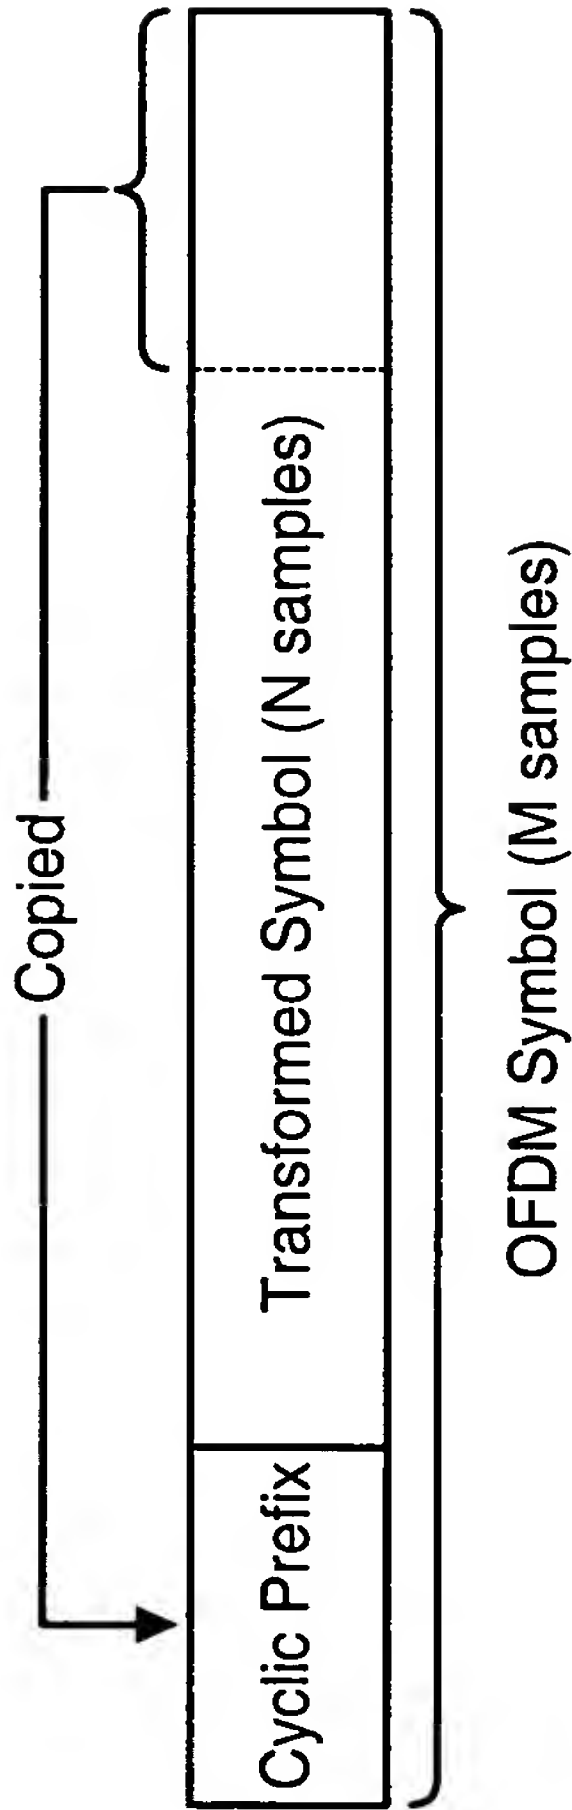 Copied
Cyclic Prefix
Transformed Symbol (N samples)
OFDM Symbol (M samples)